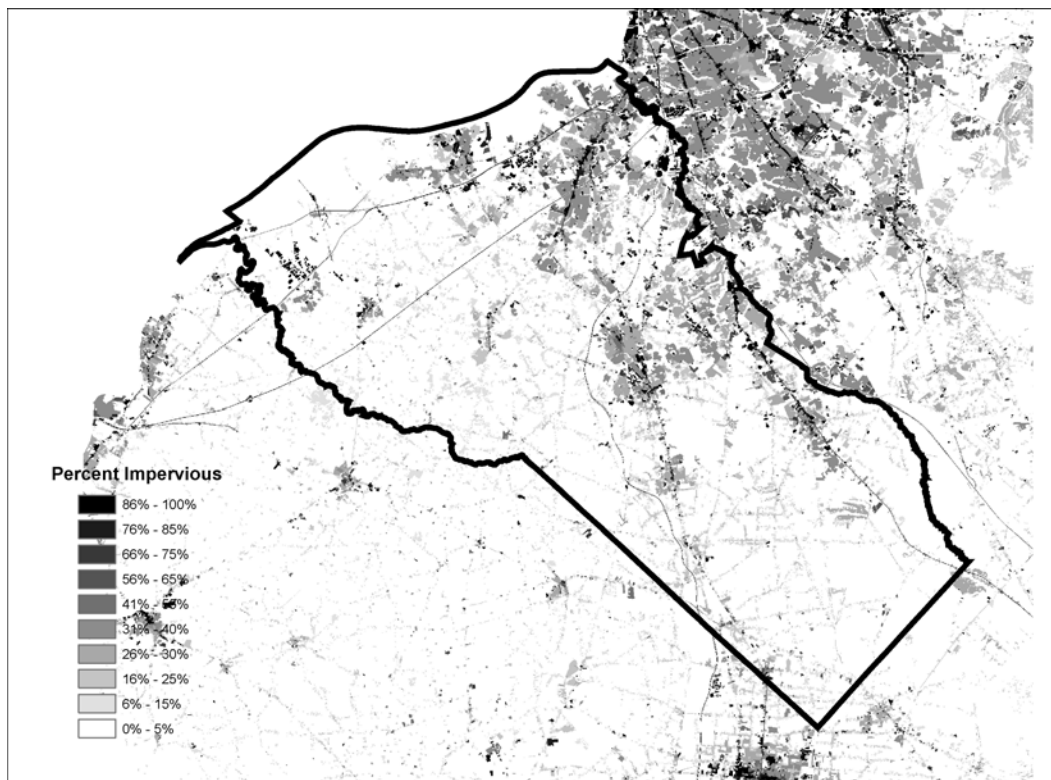 Percent Impervious
86% - 100%
76% - 85%
66% - 75%
56% - 65%
41% - 55%
31% - 40%
26% - 30%
16% - 25%
6% - 15%
0% - 5%